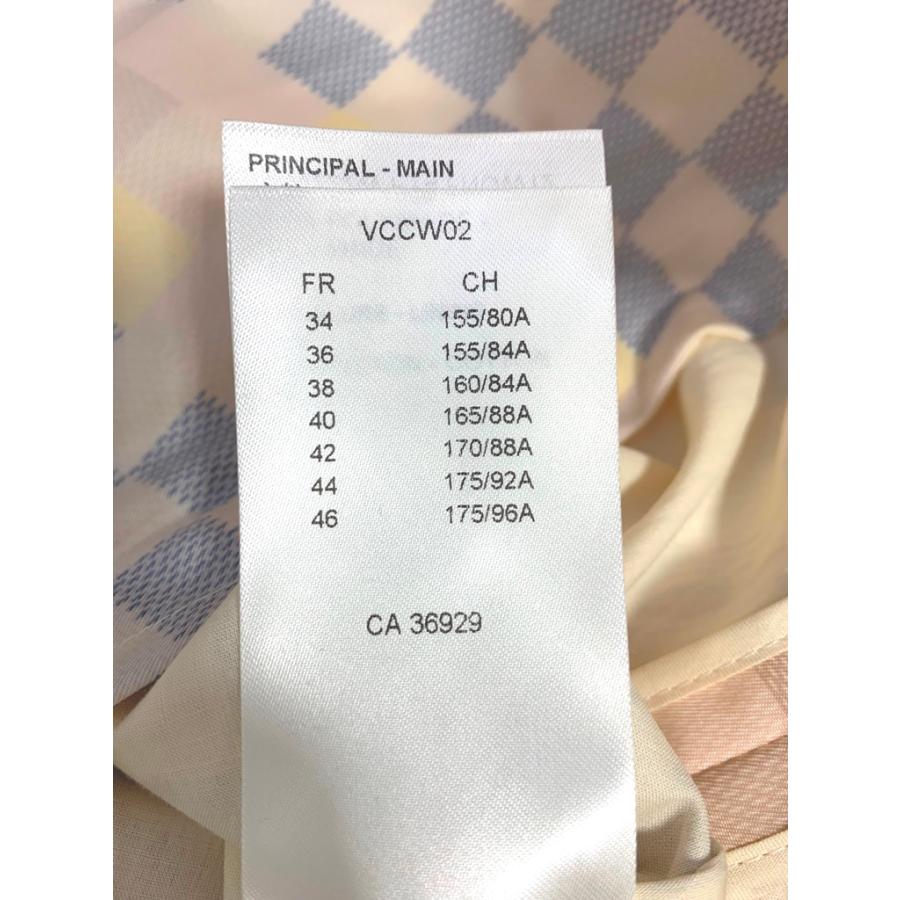 PRINCIPAL - MAIN
VCCW02
FR CH
34 155/80A
36 155/84A
38 160/84A
40 165/88A
42 170/88A
44 175/92A
46 175/96A
CA 36929